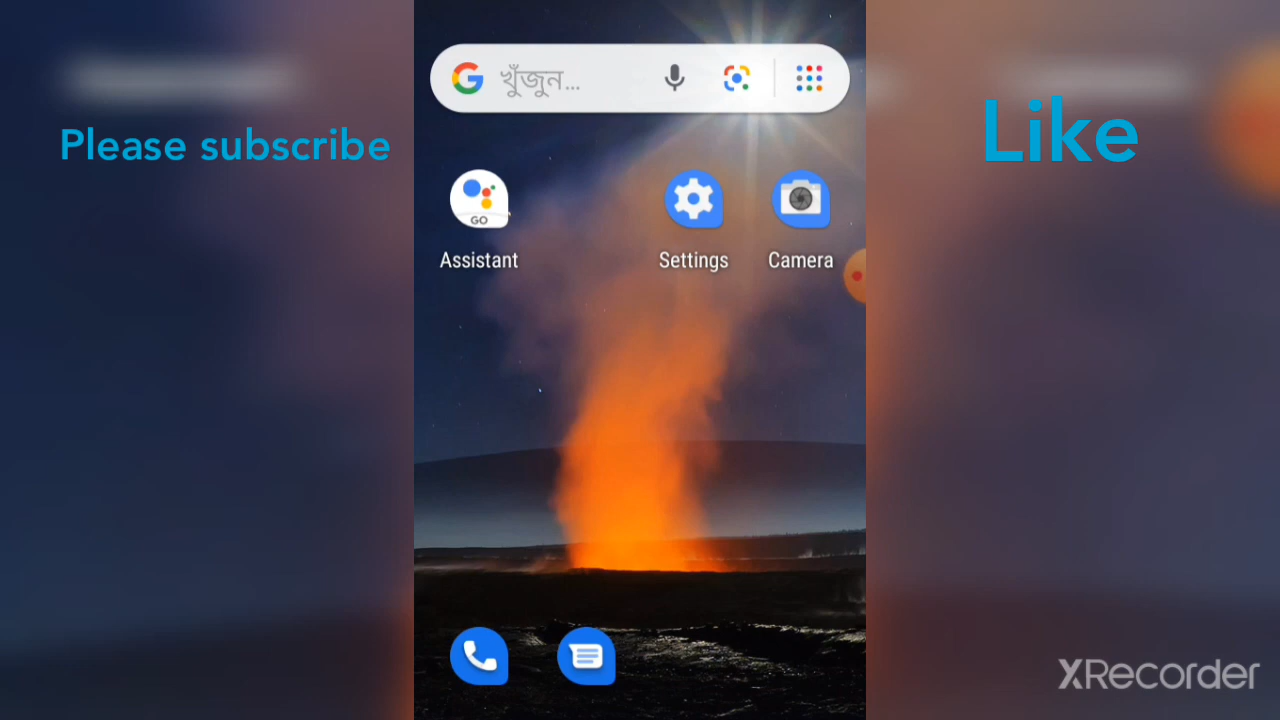 খুঁজুন...
Please subscribe
Like
GO
Assistant
Settings
Camera
XRecorder